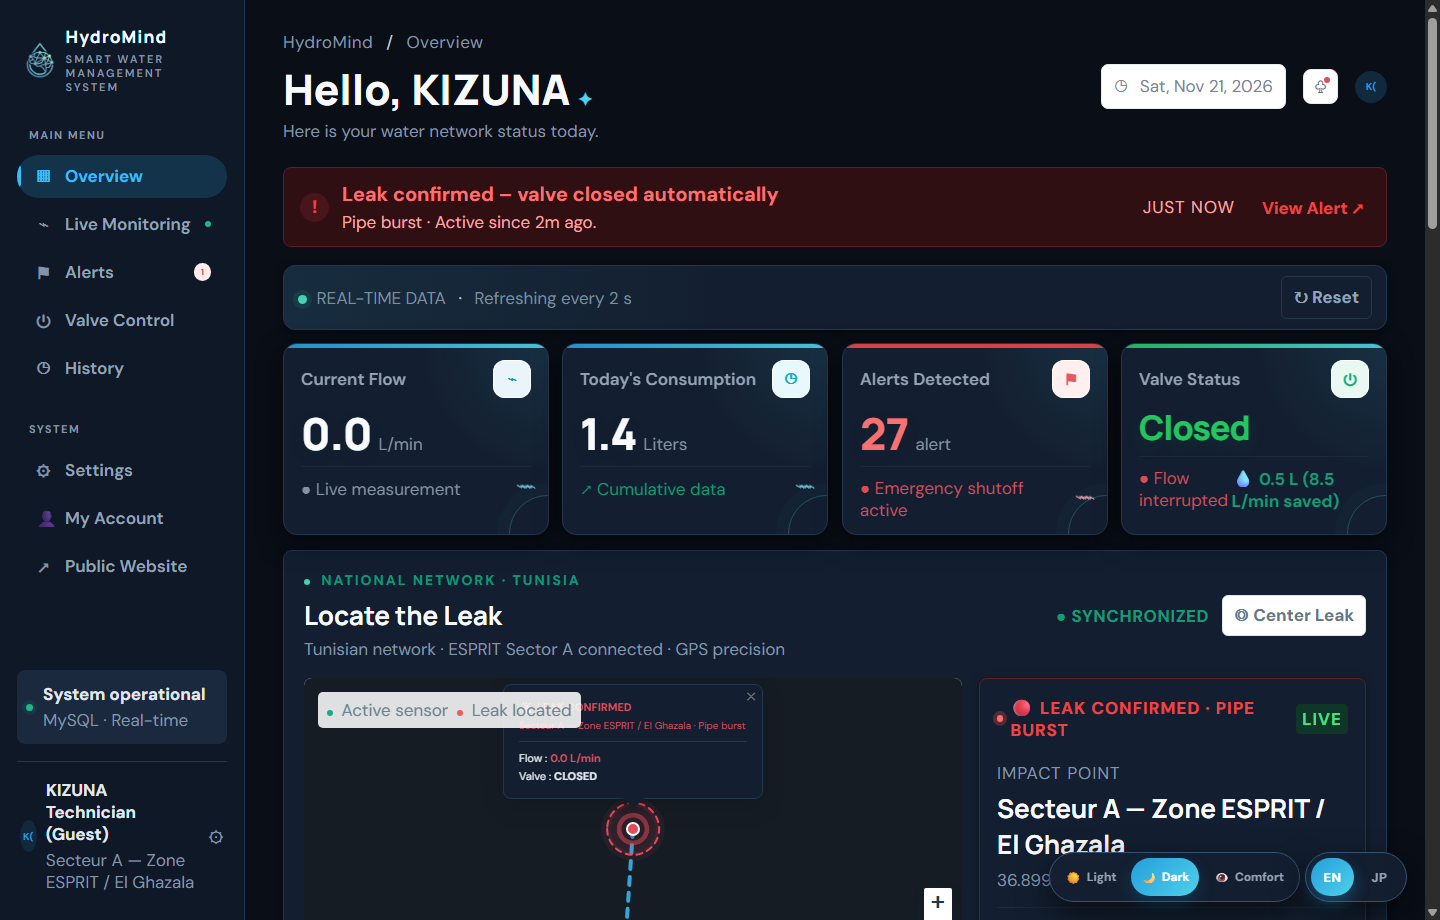 HydroMind
SMART WATER
MANAGEMENT
SYSTEM
MAIN MENU
Overview
Live Monitoring
Alerts 1
Valve Control
History
SYSTEM
Settings
My Account
Public Website
System operational
MySQL · Real-time
K(
KIZUNA
Technician
(Guest)
Secteur A — Zone
ESPRIT / El Ghazala
HydroMind / Overview
Hello, KIZUNA
Here is your water network status today.
Sat, Nov 21, 2026
K(
! Leak confirmed – valve closed automatically
Pipe burst · Active since 2m ago.
JUST NOW
View Alert ↗
REAL-TIME DATA · Refreshing every 2 s
↻ Reset
Current Flow
0.0 L/min
● Live measurement
Today's Consumption
1.4 Liters
↗ Cumulative data
Alerts Detected
27 alert
● Emergency shutoff
active
Valve Status
Closed
● Flow
interrupted
💧 0.5 L (8.5
L/min saved)
NATIONAL NETWORK · TUNISIA
Locate the Leak
Tunisian network · ESPRIT Sector A connected · GPS precision
● SYNCHRONIZED
◎ Center Leak
Active sensor
Leak located
ONFIRMED
Zone ESPRIT / El Ghazala · Pipe burst
Flow : 0.0 L/min
Valve : CLOSED
+
LEAK CONFIRMED · PIPE
BURST
LIVE
IMPACT POINT
Secteur A — Zone ESPRIT /
El Ghazala
36.899
Light
Dark
Comfort
EN
JP